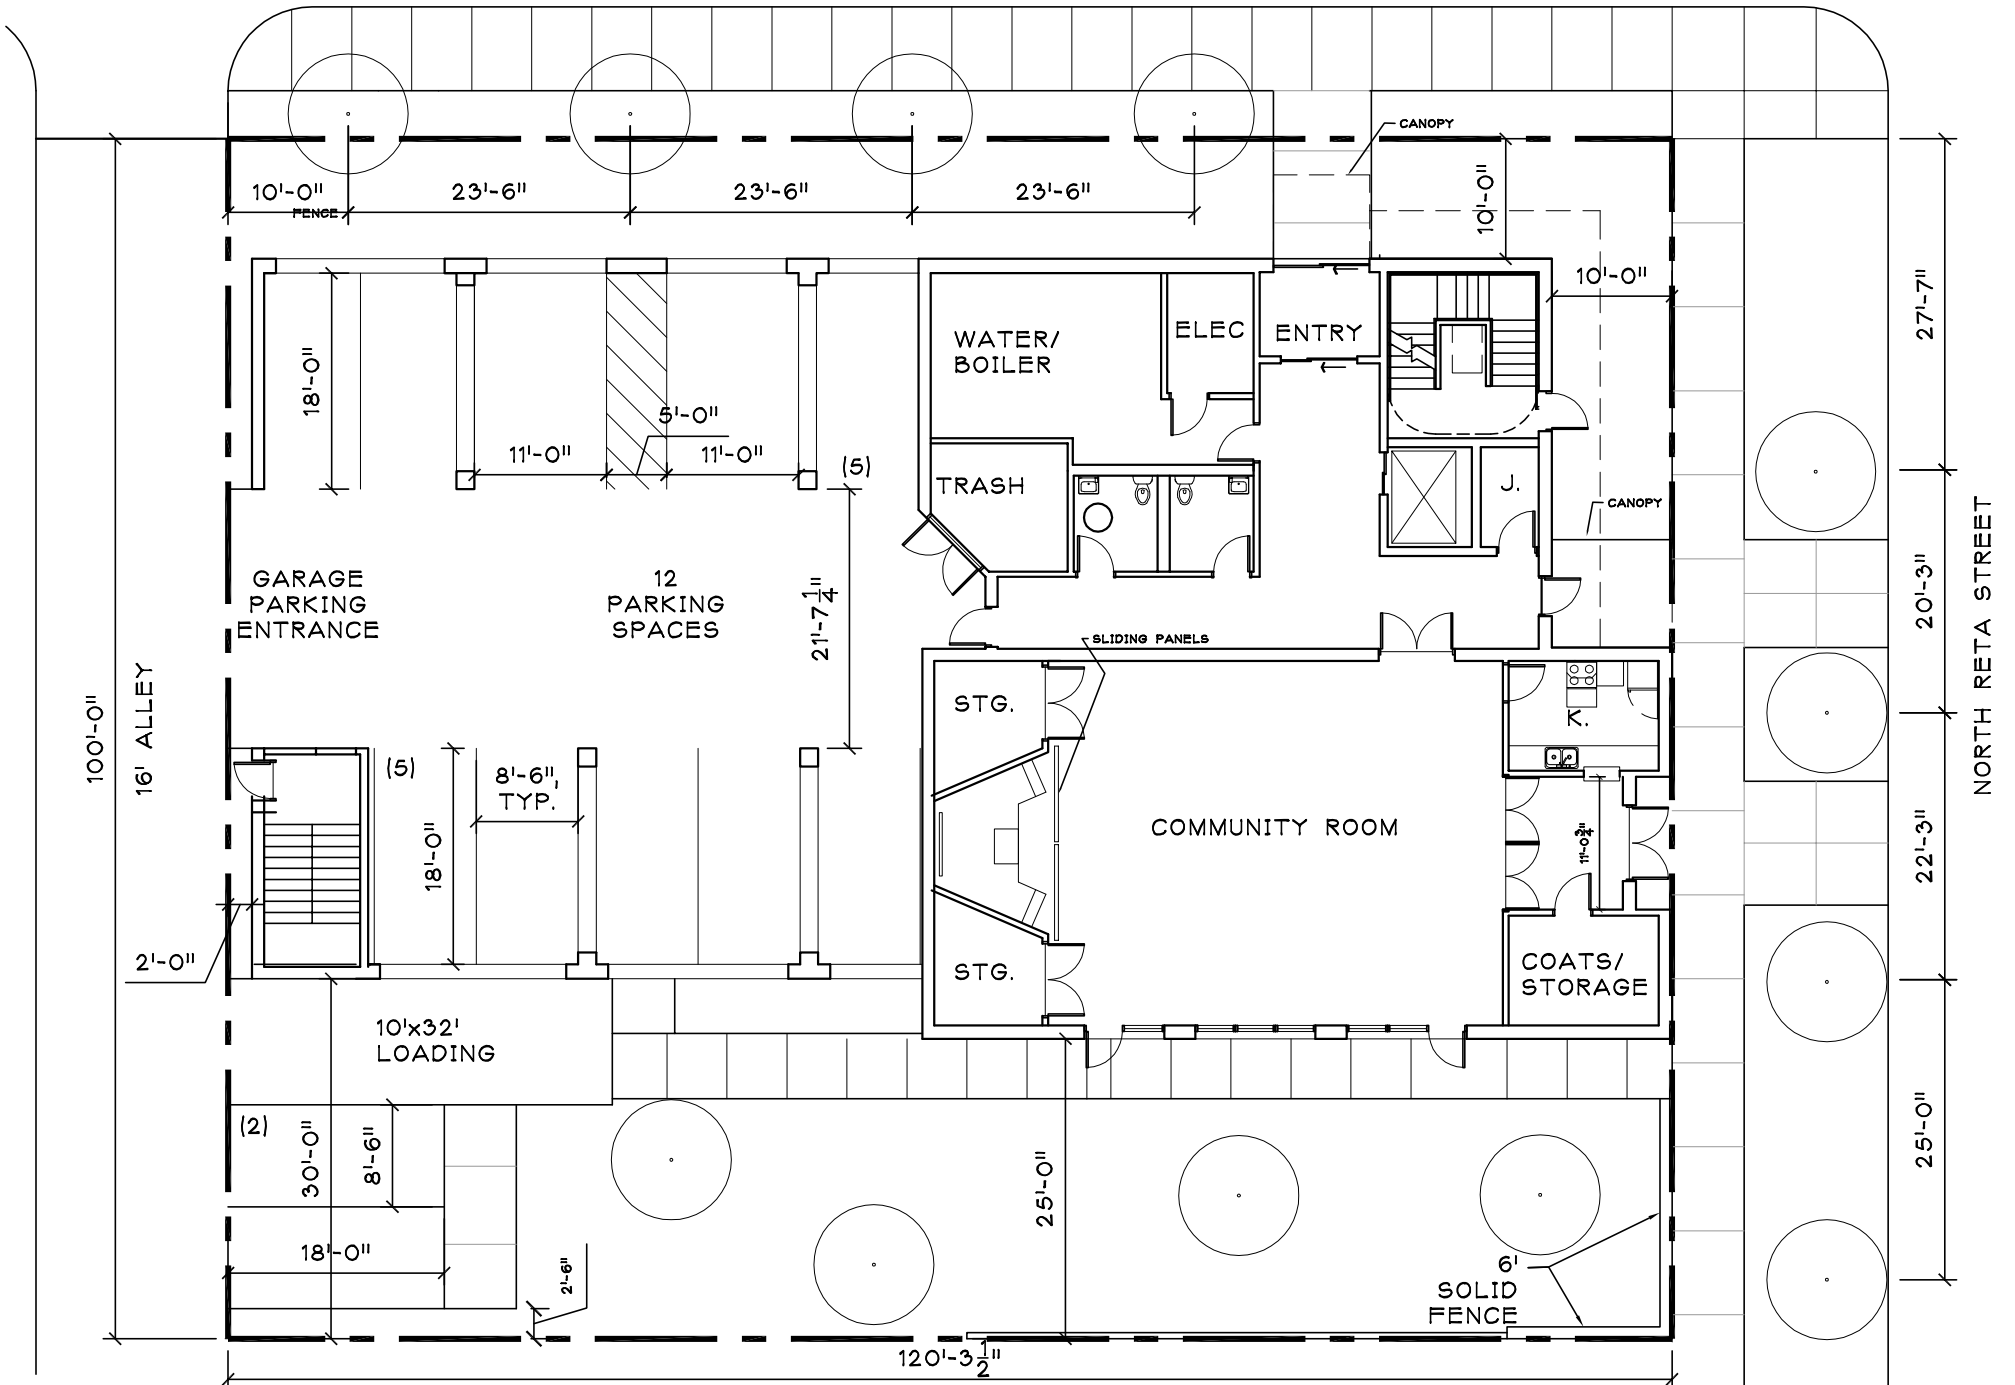 CANOPY
10'-0"
23'-6"
23'-6"
23'-6"
10'-0"
FENCE
10'-0"
27'-7"
18'-0"
WATER/
BOILER
ELEC
ENTRY
5'-0"
11'-0"
11'-0"
(5)
TRASH
J.
CANOPY
NORTH RETA STREET
GARAGE
PARKING
ENTRANCE
12
PARKING
SPACES
21'-7 1/4"
20'-3"
SLIDING PANELS
100'-0"
16' ALLEY
STG.
K.
(5)
8'-6",
TYP.
18'-0"
COMMUNITY ROOM
11'-0 3/4"
22'-3"
2'-0"
STG.
COATS/
STORAGE
10'x32'
LOADING
(2)
30'-0"
8'-6"
25'-0"
25'-0"
18'-0"
2'-6"
6'
SOLID
FENCE
120'-3 1/2"